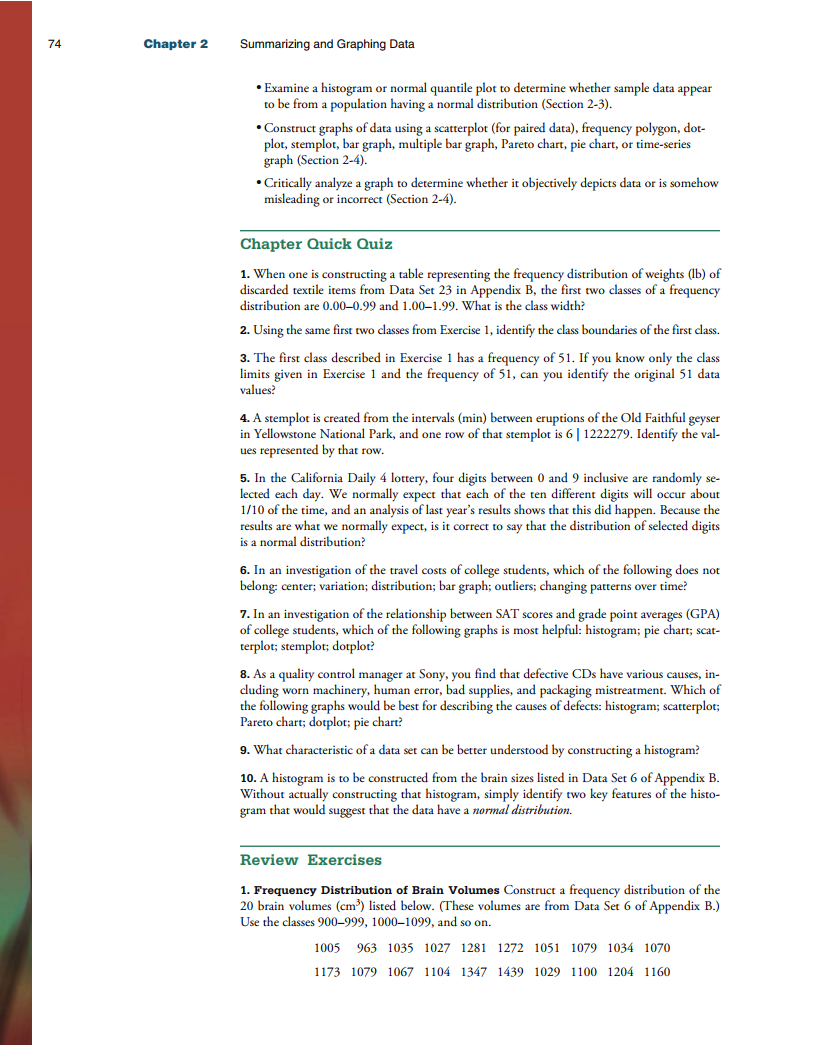 74 Chapter 2 Summarizing and Graphing Data
• Examine a histogram or normal quantile plot to determine whether sample data appear
to be from a population having a normal distribution (Section 2-3).
• Construct graphs of data using a scatterplot (for paired data), frequency polygon, dot-
plot, stemplot, bar graph, multiple bar graph, Pareto chart, pie chart, or time-series
graph (Section 2-4).
• Critically analyze a graph to determine whether it objectively depicts data or is somehow
misleading or incorrect (Section 2-4).
Chapter Quick Quiz
1. When one is constructing a table representing the frequency distribution of weights (lb) of
discarded textile items from Data Set 23 in Appendix B, the first two classes of a frequency
distribution are 0.00–0.99 and 1.00–1.99. What is the class width?
2. Using the same first two classes from Exercise 1, identify the class boundaries of the first class.
3. The first class described in Exercise 1 has a frequency of 51. If you know only the class
limits given in Exercise 1 and the frequency of 51, can you identify the original 51 data
values?
4. A stemplot is created from the intervals (min) between eruptions of the Old Faithful geyser
in Yellowstone National Park, and one row of that stemplot is 6 | 1222279. Identify the val-
ues represented by that row.
5. In the California Daily 4 lottery, four digits between 0 and 9 inclusive are randomly se-
lected each day. We normally expect that each of the ten different digits will occur about
1/10 of the time, and an analysis of last year's results shows that this did happen. Because the
results are what we normally expect, is it correct to say that the distribution of selected digits
is a normal distribution?
6. In an investigation of the travel costs of college students, which of the following does not
belong: center; variation; distribution; bar graph; outliers; changing patterns over time?
7. In an investigation of the relationship between SAT scores and grade point averages (GPA)
of college students, which of the following graphs is most helpful: histogram; pie chart; scat-
terplot; stemplot; dotplot?
8. As a quality control manager at Sony, you find that defective CDs have various causes, in-
cluding worn machinery, human error, bad supplies, and packaging mistreatment. Which of
the following graphs would be best for describing the causes of defects: histogram; scatterplot;
Pareto chart; dotplot; pie chart?
9. What characteristic of a data set can be better understood by constructing a histogram?
10. A histogram is to be constructed from the brain sizes listed in Data Set 6 of Appendix B.
Without actually constructing that histogram, simply identify two key features of the histo-
gram that would suggest that the data have a normal distribution.
Review Exercises
1. Frequency Distribution of Brain Volumes Construct a frequency distribution of the
20 brain volumes (cm³) listed below. (These volumes are from Data Set 6 of Appendix B.)
Use the classes 900–999, 1000–1099, and so on.
1005 963 1035 1027 1281 1272 1051 1079 1034 1070
1173 1079 1067 1104 1347 1439 1029 1100 1204 1160